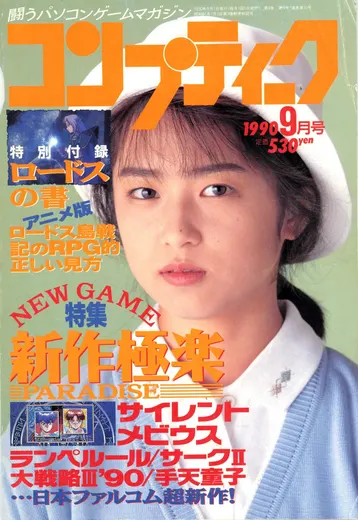 闘うパソコンゲームマガジン
コンプティーク
1990 9月号
定価 530yen
特別付録
ロードス
の書
アニメ版
ロードス島戦
記のRPG的
正しい見方
NEW GAME
特集
新作極楽
PARADISE
サイレント
メビウス
ランペルール/サークII
大戦略III'90/手天童子
…日本ファルコム超新作!